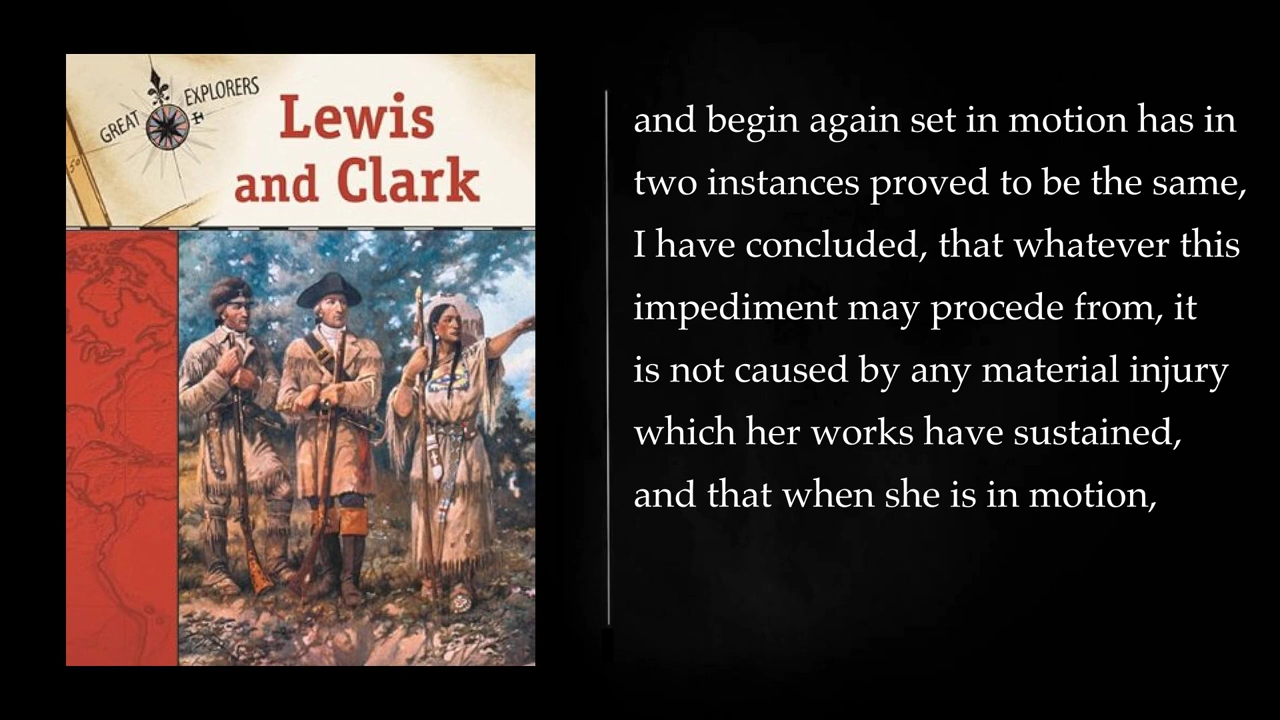 GREAT EXPLORERS
Lewis
and Clark
50
and begin again set in motion has in
two instances proved to be the same,
I have concluded, that whatever this
impediment may procede from, it
is not caused by any material injury
which her works have sustained,
and that when she is in motion,